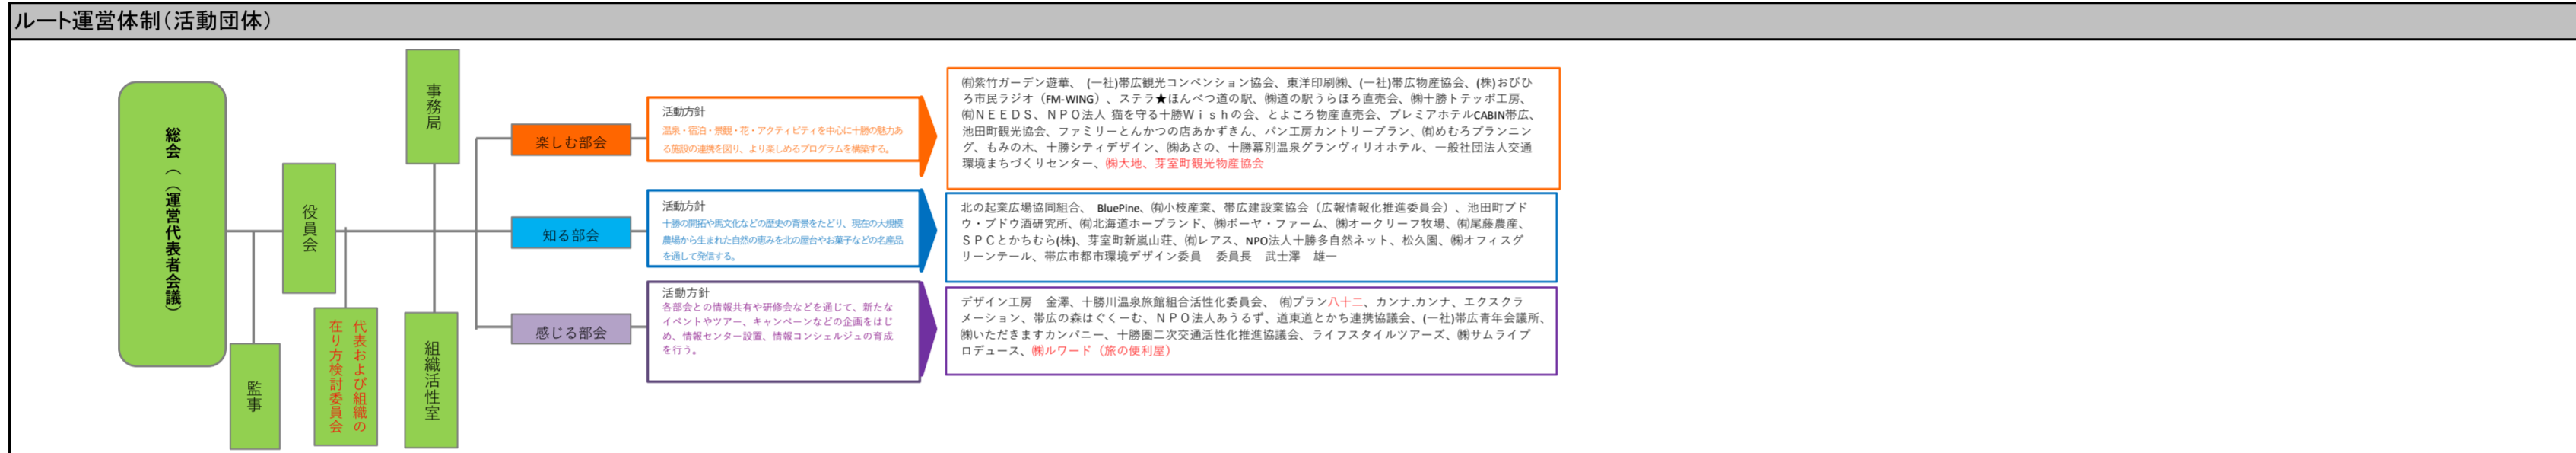 ルート運営体制（活動団体）
総会（（運営代表者会議）
監事
役員会
代表および組織の
在り方検討委員会
事務局
組織活性室
楽しむ部会
活動方針
温泉・宿泊・景観・花・アクティビティを中心に十勝の魅力あ
る施設の連携を図り、より楽しめるプログラムを構築する。
㈲紫竹ガーデン遊華、 (一社)帯広観光コンベンション協会、東洋印刷㈱、(一社)帯広物産協会、(株)おびひ
ろ市民ラジオ（FM-WING）、ステラ★ほんべつ道の駅、㈱道の駅うらほろ直売会、㈱十勝トテッポ工房、
㈲ＮＥＥＤＳ、ＮＰＯ法人 猫を守る十勝Ｗｉｓｈの会、とよころ物産直売会、プレミアホテルCABIN帯広、
池田町観光協会、ファミリーとんかつの店あかずきん、パン工房カントリーブラン、㈲めむろプランニン
グ、もみの木、十勝シティデザイン、㈱あさの、十勝幕別温泉グランヴィリオホテル、一般社団法人交通
環境まちづくりセンター、㈱大地、芽室町観光物産協会
知る部会
活動方針
十勝の開拓や馬文化などの歴史の背景をたどり、現在の大規模
農場から生まれた自然の恵みを北の屋台やお菓子などの名産品
を通して発信する。
北の起業広場協同組合、 BluePine、㈲小枝産業、帯広建設業協会（広報情報化推進委員会）、池田町ブド
ウ・ブドウ酒研究所、㈲北海道ホープランド、㈱ポーヤ・ファーム、㈱オークリーフ牧場、㈲尾藤農産、
ＳＰＣとかちむら(株)、芽室町新嵐山荘、㈲レアス、NPO法人十勝多自然ネット、松久園、㈱オフィスグ
リーンテール、帯広市都市環境デザイン委員　委員長　武士澤　雄一
感じる部会
活動方針
各部会との情報共有や研修会などを通じて、新たな
イベントやツアー、キャンペーンなどの企画をはじ
め、情報センター設置、情報コンシェルジュの育成
を行う。
デザイン工房　金澤、十勝川温泉旅館組合活性化委員会、 ㈲プラン八十二、カンナ.カンナ、エクスクラ
メーション、帯広の森はぐくーむ、ＮＰＯ法人あうるず、道東道とかち連携協議会、(一社)帯広青年会議所、
㈱いただきますカンパニー、十勝圏二次交通活性化推進協議会、ライフスタイルツアーズ、㈱サムライプ
ロデュース、㈱ルワード（旅の便利屋）